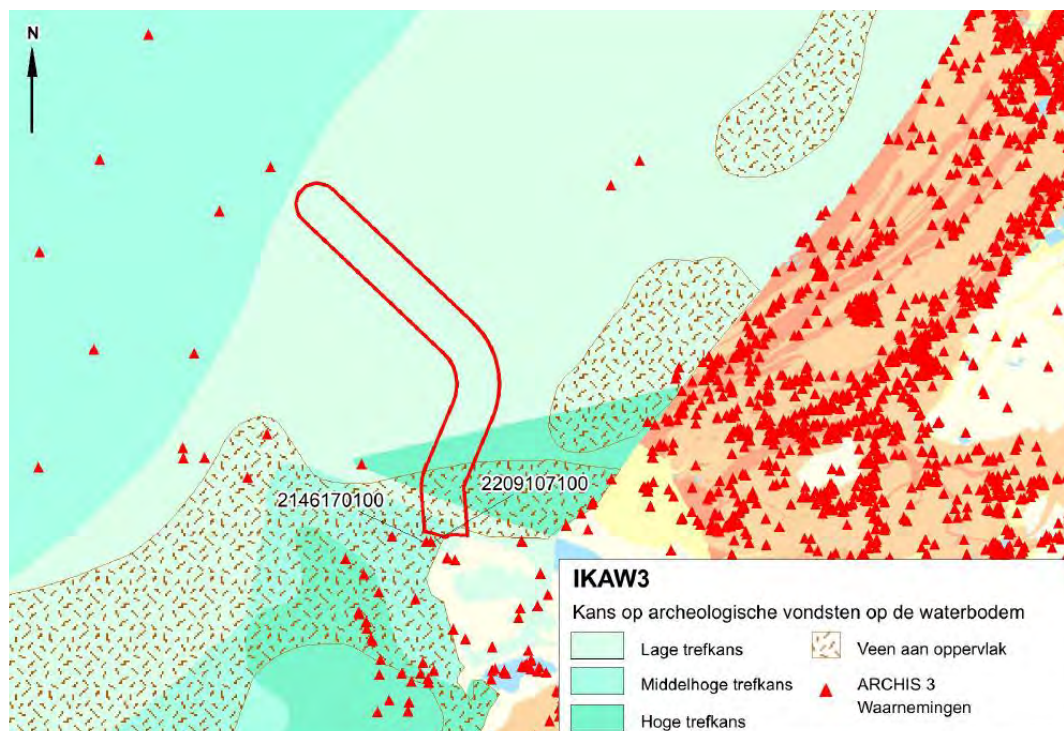 N
2146170100
2209107100
IKAW3
Kans op archeologische vondsten op de waterbodem
Lage trefkans
Middelhoge trefkans
Hoge trefkans
Veen aan oppervlak
ARCHIS 3
Waarnemingen